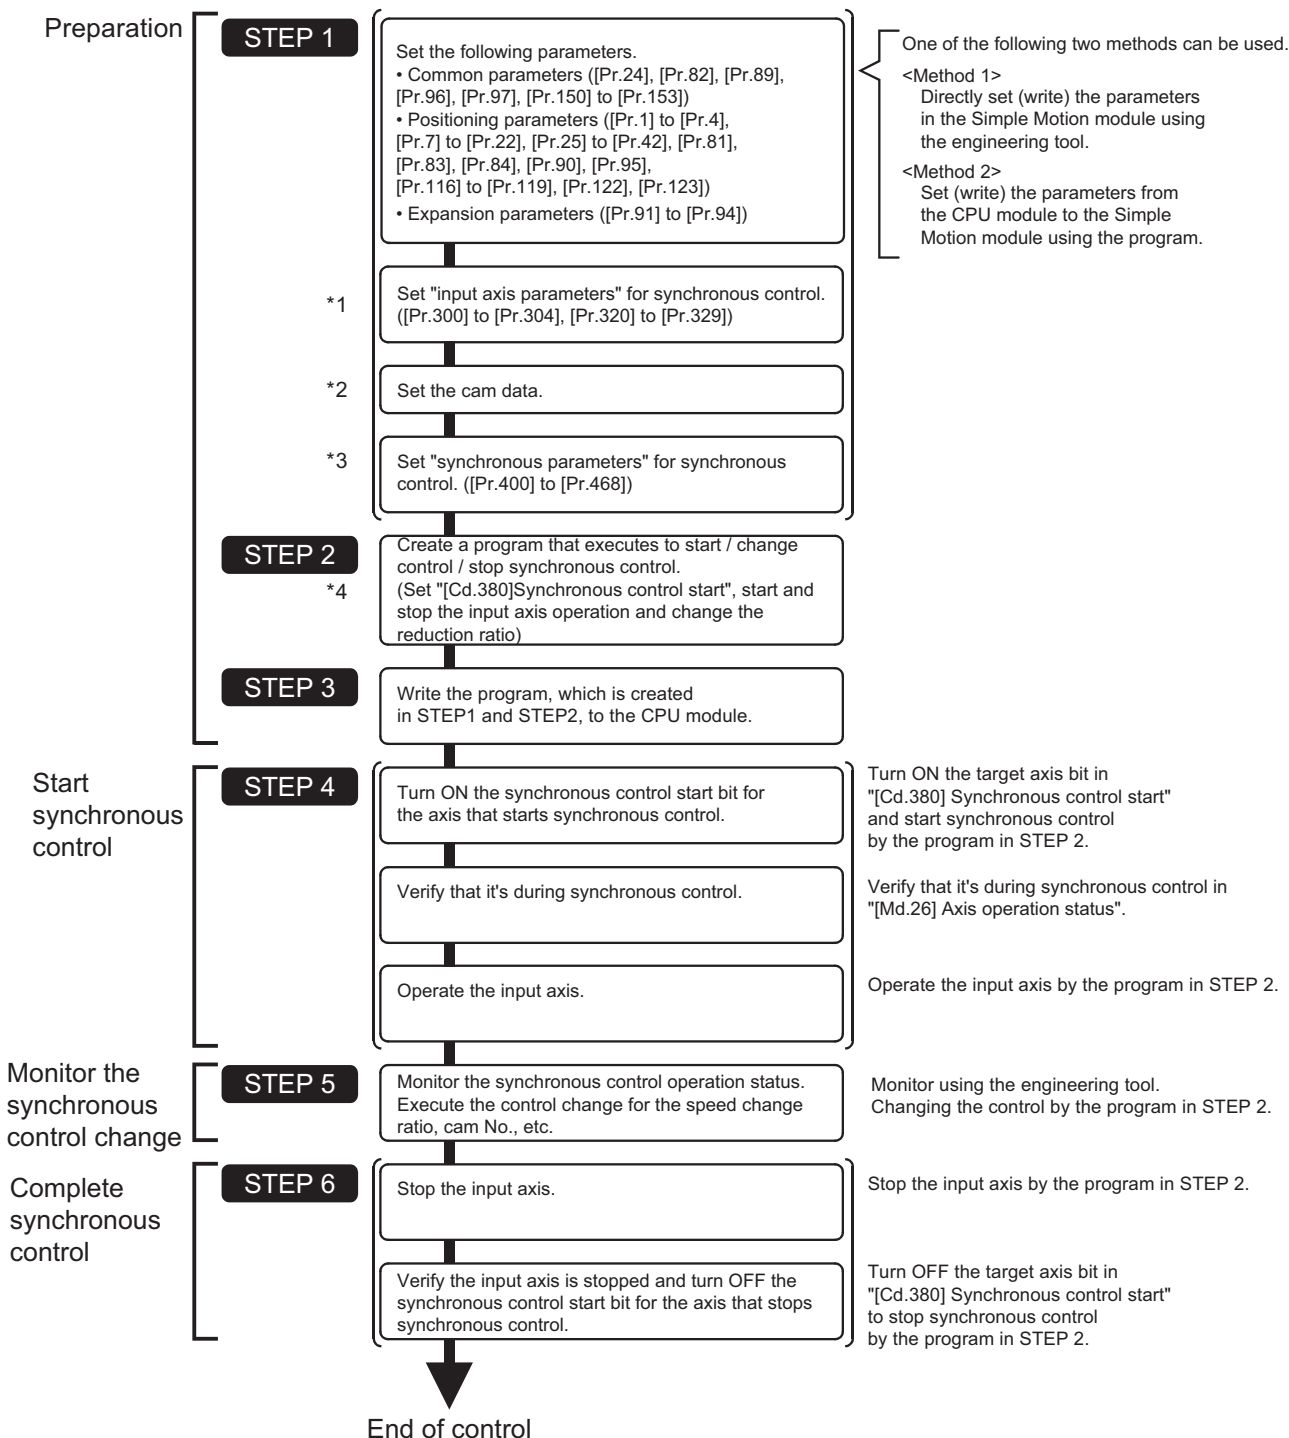 Preparation
STEP 1
Set the following parameters.
• Common parameters ([Pr.24], [Pr.82], [Pr.89],
[Pr.96], [Pr.97], [Pr.150] to [Pr.153])
• Positioning parameters ([Pr.1] to [Pr.4],
[Pr.7] to [Pr.22], [Pr.25] to [Pr.42], [Pr.81],
[Pr.83], [Pr.84], [Pr.90], [Pr.95],
[Pr.116] to [Pr.119], [Pr.122], [Pr.123])
• Expansion parameters ([Pr.91] to [Pr.94])
One of the following two methods can be used.
<Method 1>
Directly set (write) the parameters
in the Simple Motion module using
the engineering tool.
<Method 2>
Set (write) the parameters from
the CPU module to the Simple
Motion module using the program.
*1
Set "input axis parameters" for synchronous control.
([Pr.300] to [Pr.304], [Pr.320] to [Pr.329])
*2
Set the cam data.
*3
Set "synchronous parameters" for synchronous
control. ([Pr.400] to [Pr.468])
STEP 2
*4
Create a program that executes to start / change
control / stop synchronous control.
(Set "[Cd.380]Synchronous control start", start and
stop the input axis operation and change the
reduction ratio)
STEP 3
Write the program, which is created
in STEP1 and STEP2, to the CPU module.
Start
synchronous
control
STEP 4
Turn ON the synchronous control start bit for
the axis that starts synchronous control.
Turn ON the target axis bit in
"[Cd.380] Synchronous control start"
and start synchronous control
by the program in STEP 2.
Verify that it's during synchronous control.
Verify that it's during synchronous control in
"[Md.26] Axis operation status".
Operate the input axis.
Operate the input axis by the program in STEP 2.
Monitor the
synchronous
control change
STEP 5
Monitor the synchronous control operation status.
Execute the control change for the speed change
ratio, cam No., etc.
Monitor using the engineering tool.
Changing the control by the program in STEP 2.
Complete
synchronous
control
STEP 6
Stop the input axis.
Stop the input axis by the program in STEP 2.
Verify the input axis is stopped and turn OFF the
synchronous control start bit for the axis that stops
synchronous control.
Turn OFF the target axis bit in
"[Cd.380] Synchronous control start"
to stop synchronous control
by the program in STEP 2.
End of control